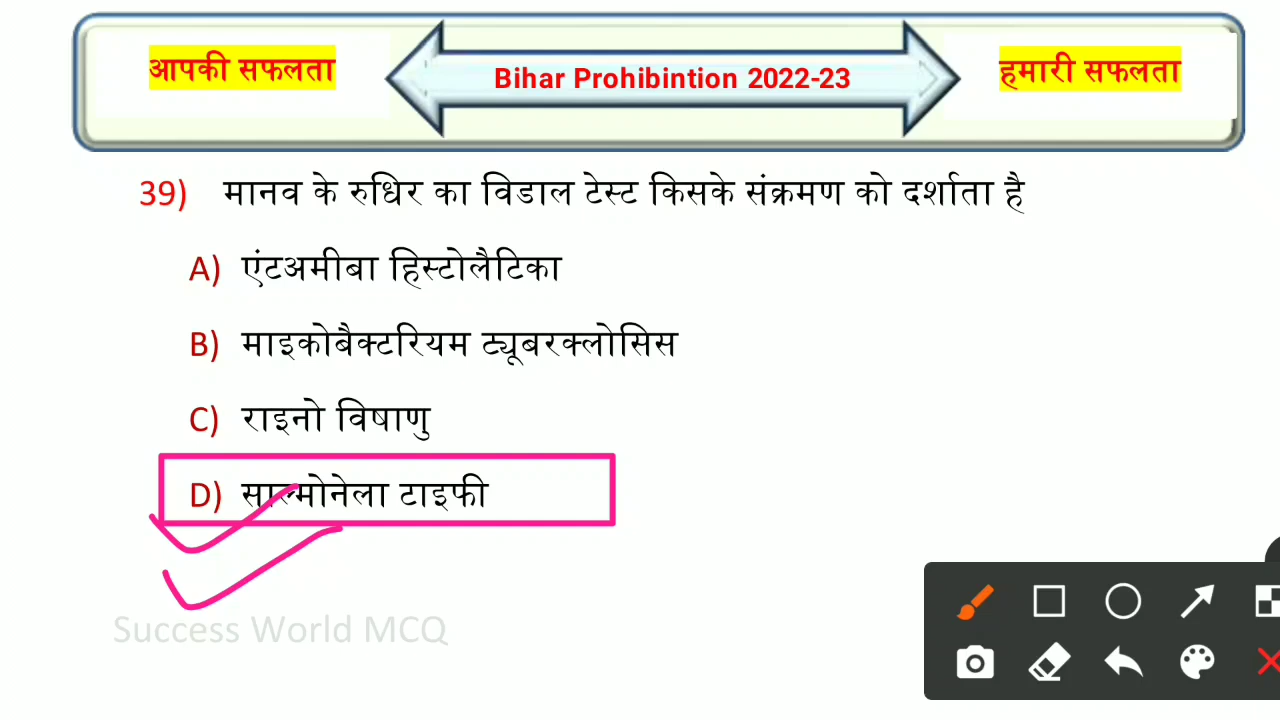 आपकी सफलता
Bihar Prohibintion 2022-23
हमारी सफलता
39) मानव के रुधिर का विडाल टेस्ट किसके संक्रमण को दर्शाता है
A) एंटअमीबा हिस्टोलैटिका
B) माइकोबैक्टरियम ट्यूबरक्लोसिस
C) राइनो विषाणु
D) साल्मोनेला टाइफी
Success World MCQ